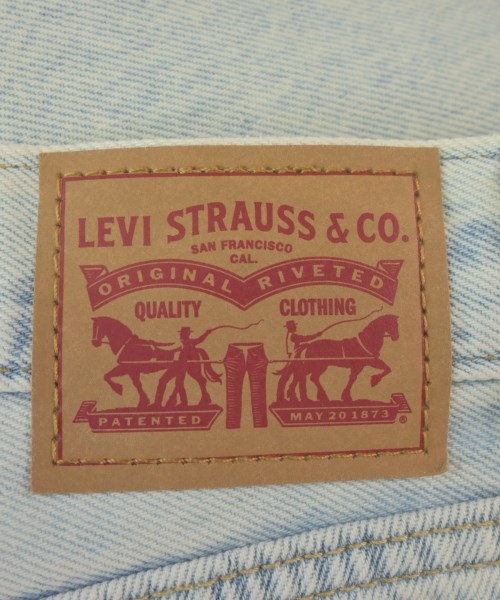 LEVI STRAUSS & CO.
SAN FRANCISCO
CAL.
ORIGINAL RIVETED
QUALITY CLOTHING
PATENTED MAY 20 1873 ®